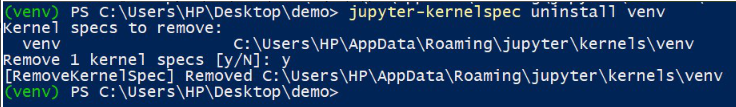 (venv) PS C:\Users\HP\Desktop\demo> jupyter-kernelspec uninstall venv
Kernel specs to remove:
  venv                  C:\Users\HP\AppData\Roaming\jupyter\kernels\venv
Remove 1 kernel specs [y/N]: y
[RemoveKernelSpec] Removed C:\Users\HP\AppData\Roaming\jupyter\kernels\venv
(venv) PS C:\Users\HP\Desktop\demo>